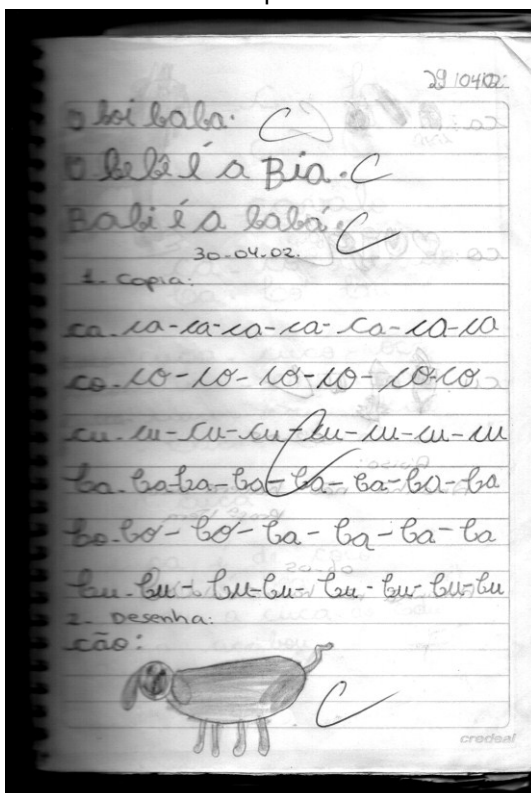 29/04/02
O boi baba.
O bebê é a Bia.
Babi é a babá.
30-04-02.
1- Copia:
ca-ca-ca-ca-ca-ca-ca-ca
co-co-co-co-co-co-co
cu-cu-cu-cu-cu-cu-cu-cu
ba-ba-ba-ba-ba-ba-ba-ba
bo-bo-bo-ba-ba-ba-ba
bu-bu-bu-bu-bu-bu-bu-bu
2- Desenha:
cão:
credeal